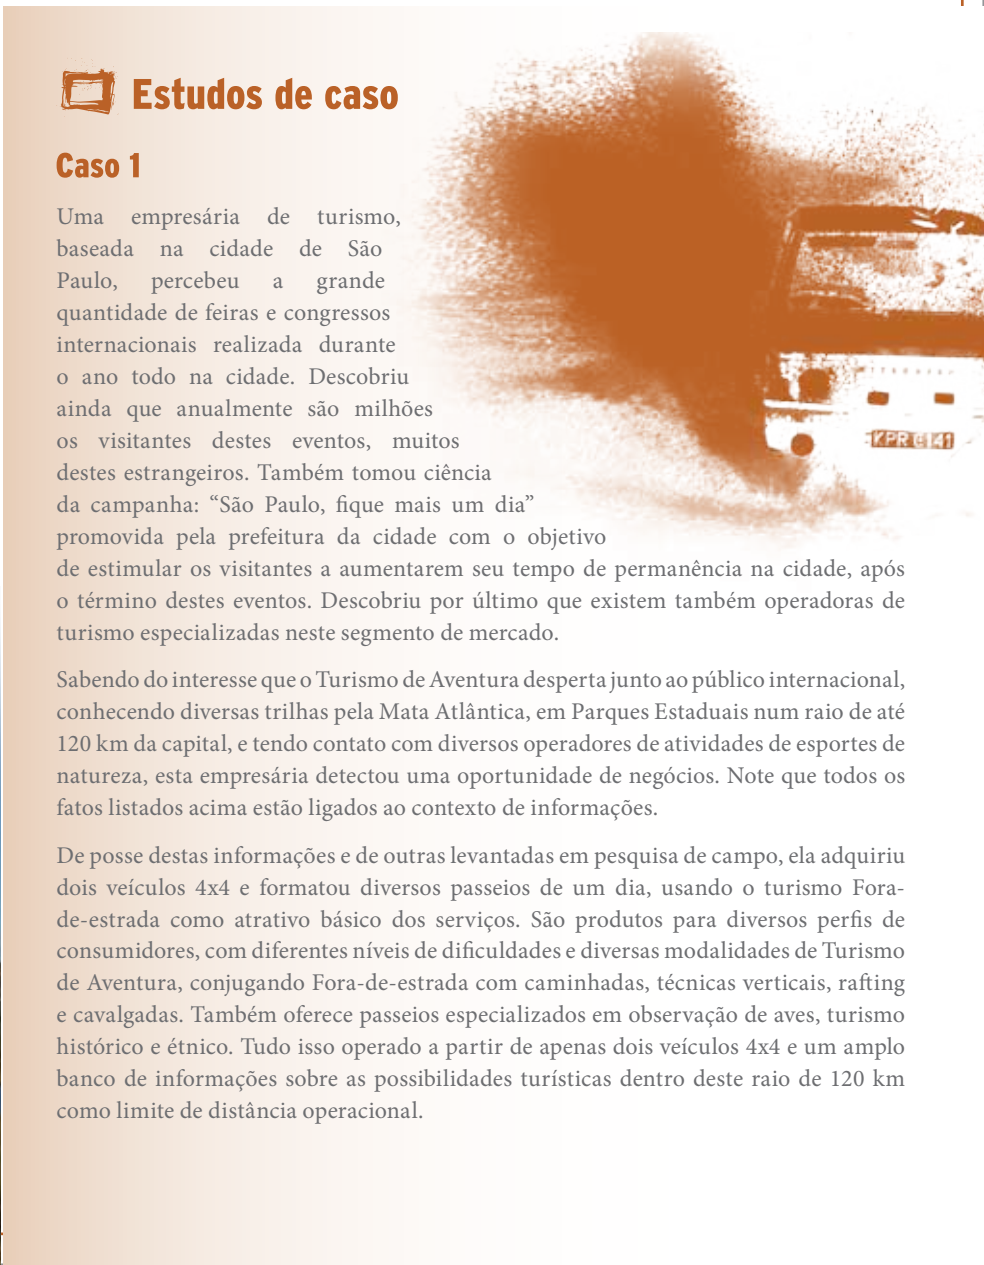 Estudos de caso
Caso 1
Uma empresária de turismo,
baseada na cidade de São
Paulo, percebeu a grande
quantidade de feiras e congressos
internacionais realizada durante
o ano todo na cidade. Descobriu
ainda que anualmente são milhões
os visitantes destes eventos, muitos
destes estrangeiros. Também tomou ciência
da campanha: “São Paulo, fique mais um dia”
promovida pela prefeitura da cidade com o objetivo
de estimular os visitantes a aumentarem seu tempo de permanência na cidade, após
o término destes eventos. Descobriu por último que existem também operadoras de
turismo especializadas neste segmento de mercado.
Sabendo do interesse que o Turismo de Aventura desperta junto ao público internacional,
conhecendo diversas trilhas pela Mata Atlântica, em Parques Estaduais num raio de até
120 km da capital, e tendo contato com diversos operadores de atividades de esportes de
natureza, esta empresária detectou uma oportunidade de negócios. Note que todos os
fatos listados acima estão ligados ao contexto de informações.
De posse destas informações e de outras levantadas em pesquisa de campo, ela adquiriu
dois veículos 4x4 e formatou diversos passeios de um dia, usando o turismo Fora-
de-estrada como atrativo básico dos serviços. São produtos para diversos perfis de
consumidores, com diferentes níveis de dificuldades e diversas modalidades de Turismo
de Aventura, conjugando Fora-de-estrada com caminhadas, técnicas verticais, rafting
e cavalgadas. Também oferece passeios especializados em observação de aves, turismo
histórico e étnico. Tudo isso operado a partir de apenas dois veículos 4x4 e um amplo
banco de informações sobre as possibilidades turísticas dentro deste raio de 120 km
como limite de distância operacional.